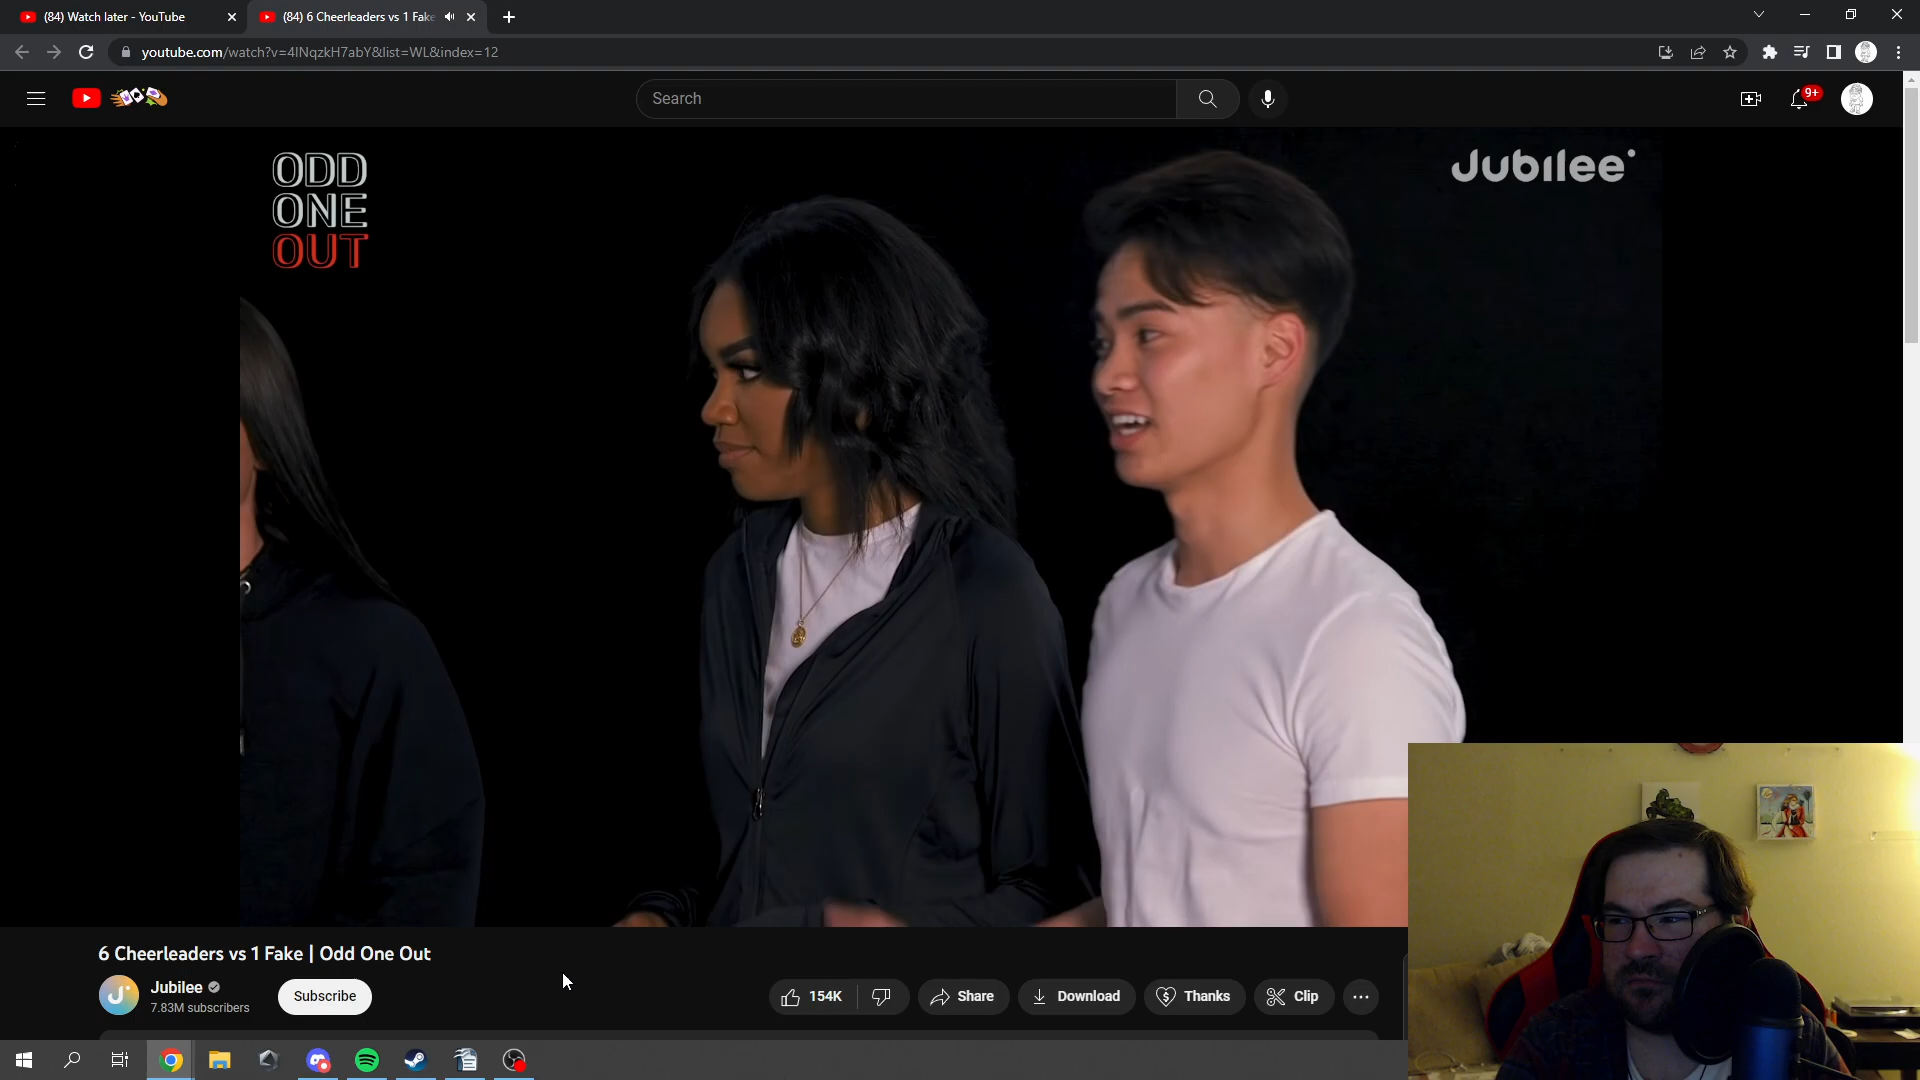 (84) Watch later - YouTube
(84) 6 Cheerleaders vs 1 Fake
youtube.com/watch?v=4lNqzkH7abY&list=WL&index=12
Search
9+
ODD
ONE
OUT
Jubilee
6 Cheerleaders vs 1 Fake | Odd One Out
Jubilee
7.83M subscribers
Subscribe
154K
Share
Download
Thanks
Clip